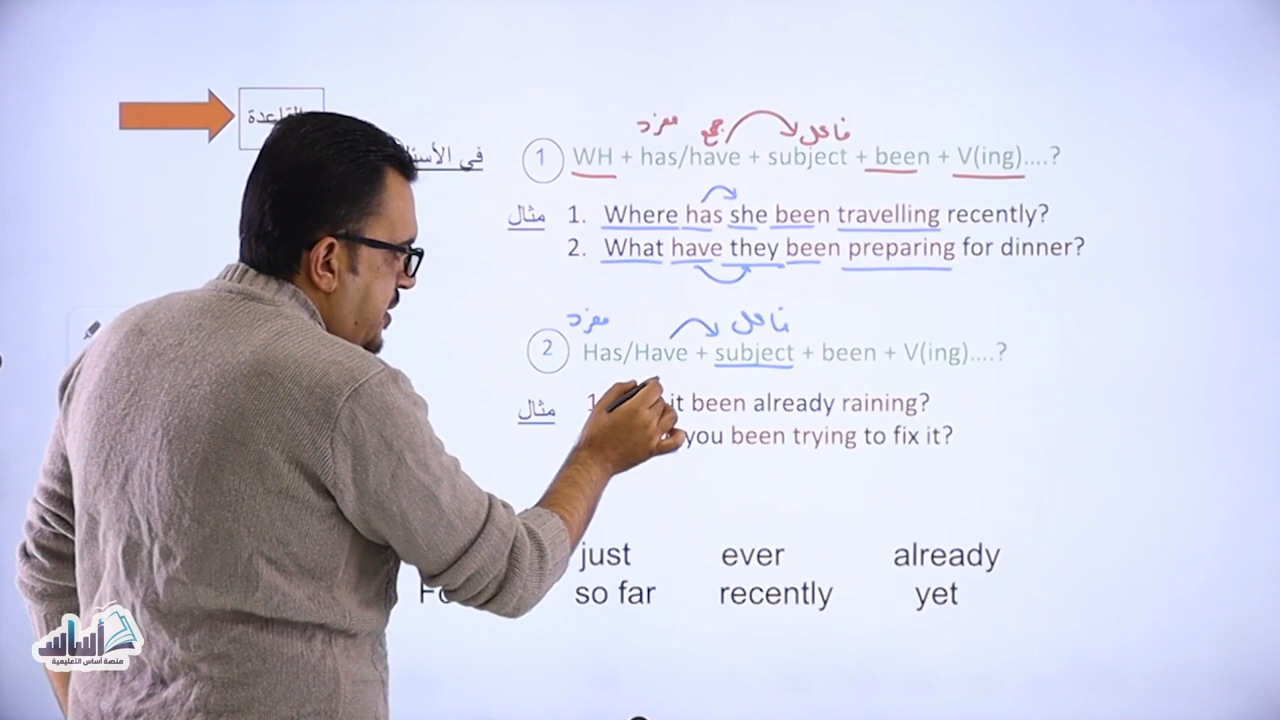 القاعدة
مفرد جمع فاعل
في الأسئلة
1 WH + has/have + subject + been + V(ing)....?
مثال 1. Where has she been travelling recently?
2. What have they been preparing for dinner?
مفرد فاعل
2 Has/Have + subject + been + V(ing)....?
مثال it been already raining?
you been trying to fix it?
just ever already
so far recently yet
أساس
منصة أساس التعليمية